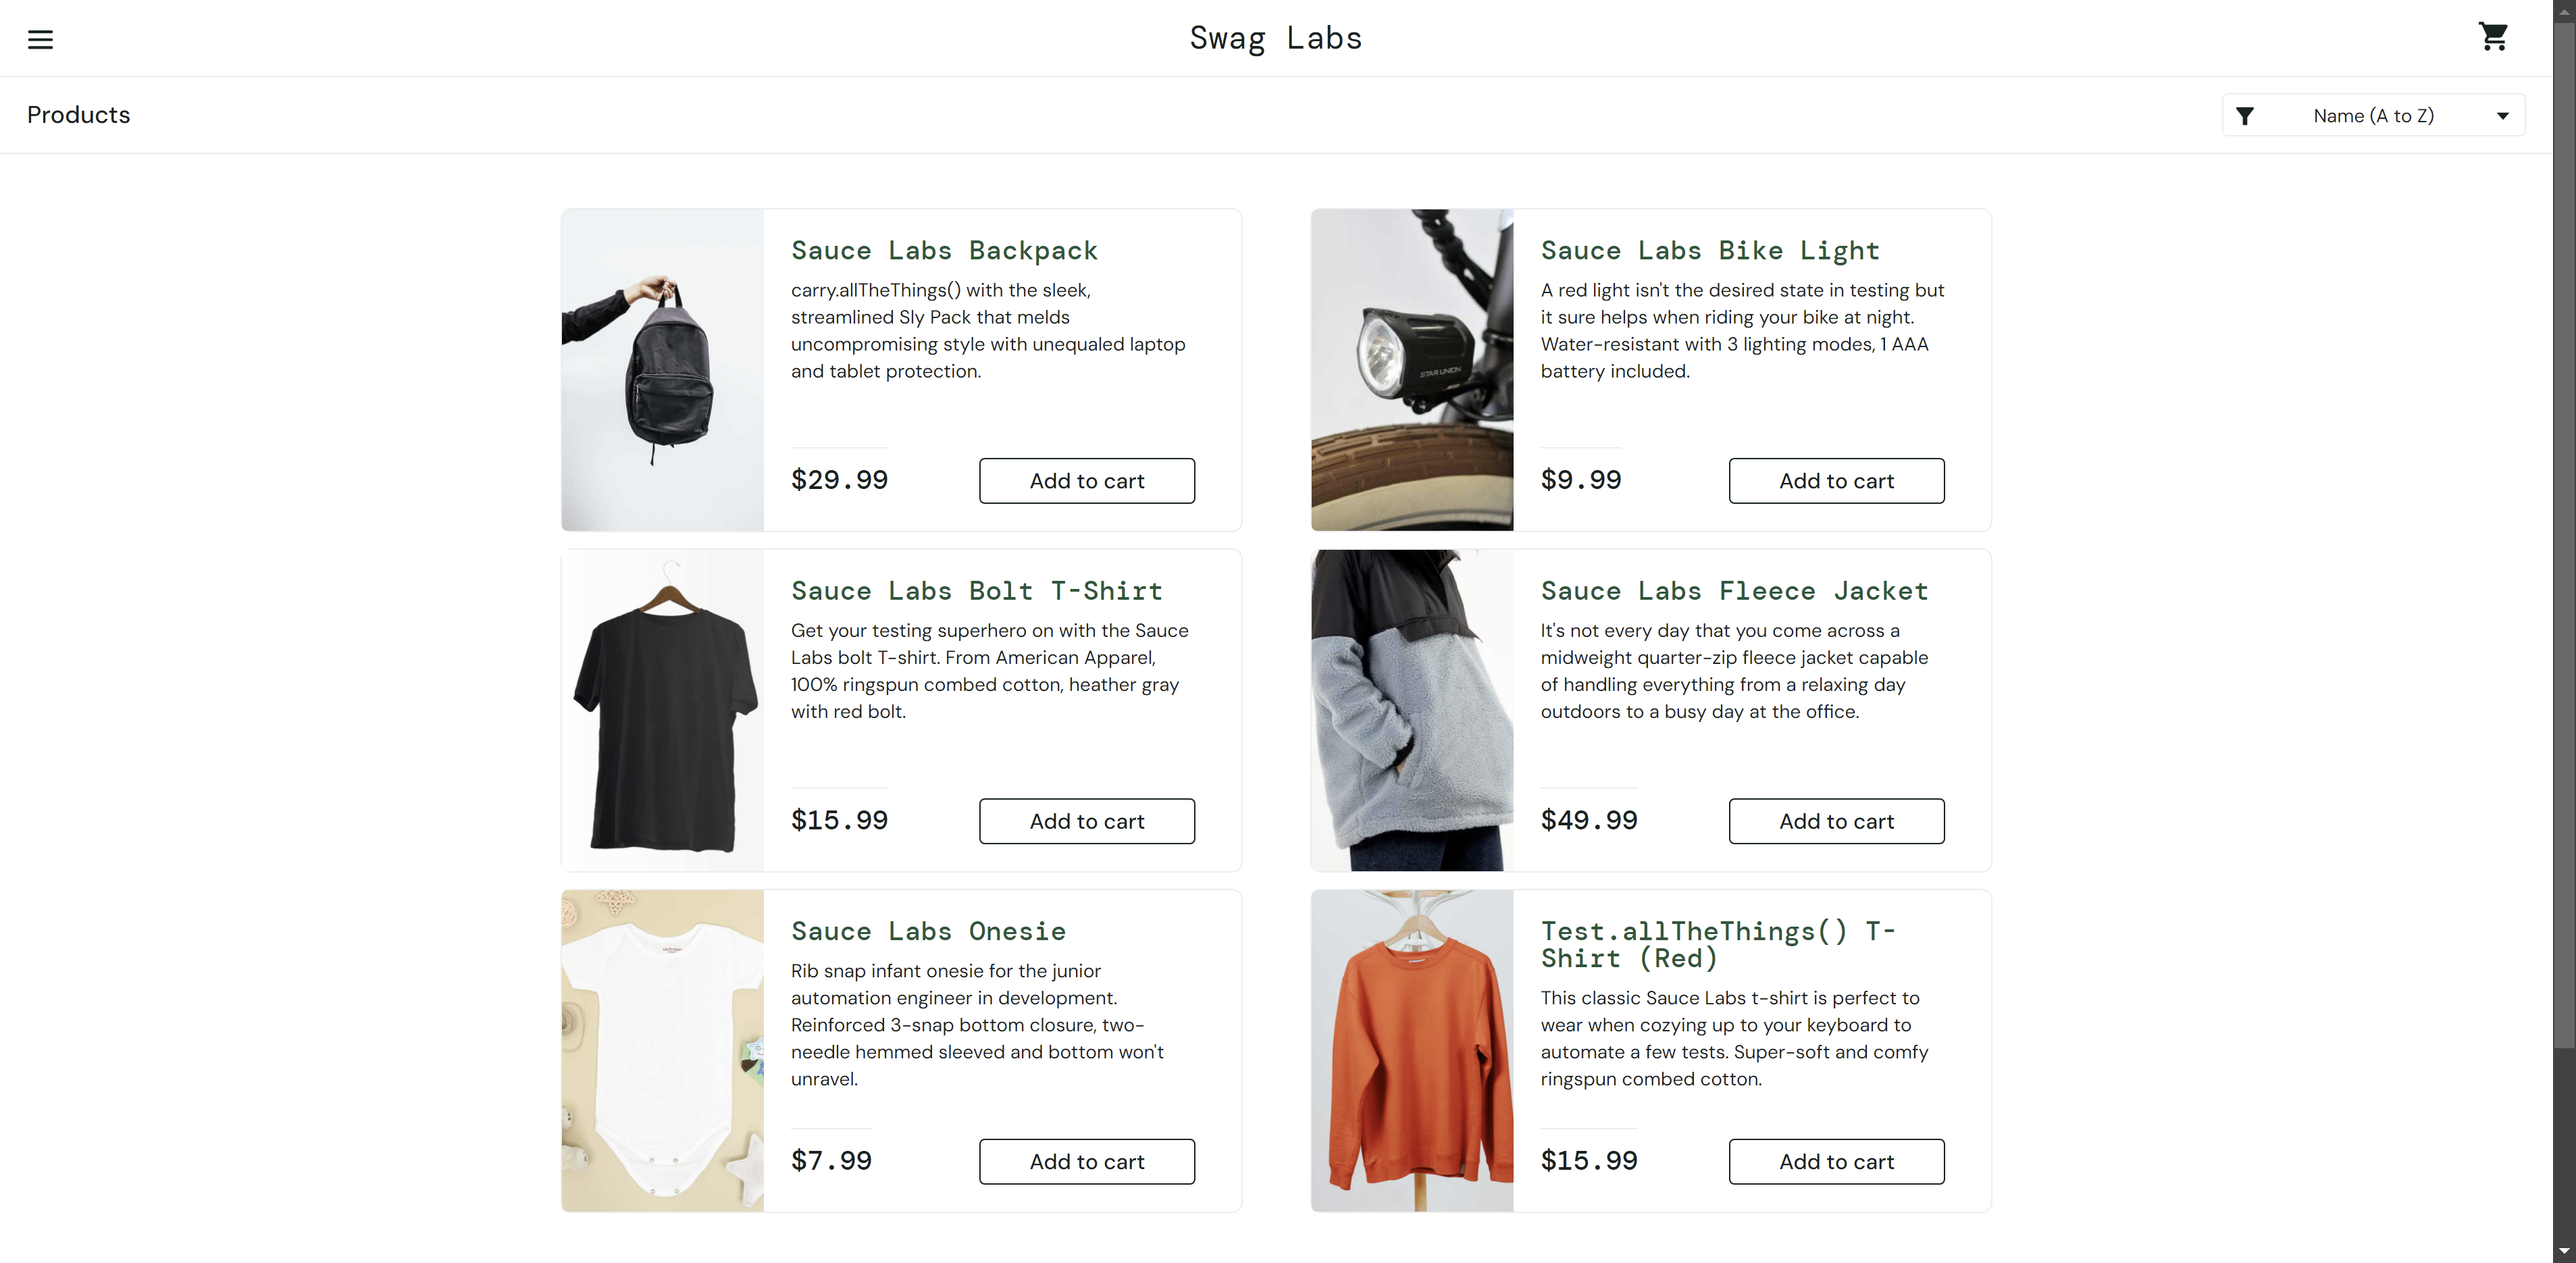 Swag Labs
Products
Name (A to Z)
Sauce Labs Backpack
carry.allTheThings() with the sleek,
streamlined Sly Pack that melds
uncompromising style with unequaled laptop
and tablet protection.
$29.99
Add to cart
STAR UNION
Sauce Labs Bike Light
A red light isn't the desired state in testing but
it sure helps when riding your bike at night.
Water-resistant with 3 lighting modes, 1 AAA
battery included.
$9.99
Add to cart
Sauce Labs Bolt T-Shirt
Get your testing superhero on with the Sauce
Labs bolt T-shirt. From American Apparel,
100% ringspun combed cotton, heather gray
with red bolt.
$15.99
Add to cart
Sauce Labs Fleece Jacket
It's not every day that you come across a
midweight quarter-zip fleece jacket capable
of handling everything from a relaxing day
outdoors to a busy day at the office.
$49.99
Add to cart
Sauce Labs Onesie
Rib snap infant onesie for the junior
automation engineer in development.
Reinforced 3-snap bottom closure, two-
needle hemmed sleeved and bottom won't
unravel.
$7.99
Add to cart
Test.allTheThings() T-
Shirt (Red)
This classic Sauce Labs t-shirt is perfect to
wear when cozying up to your keyboard to
automate a few tests. Super-soft and comfy
ringspun combed cotton.
$15.99
Add to cart